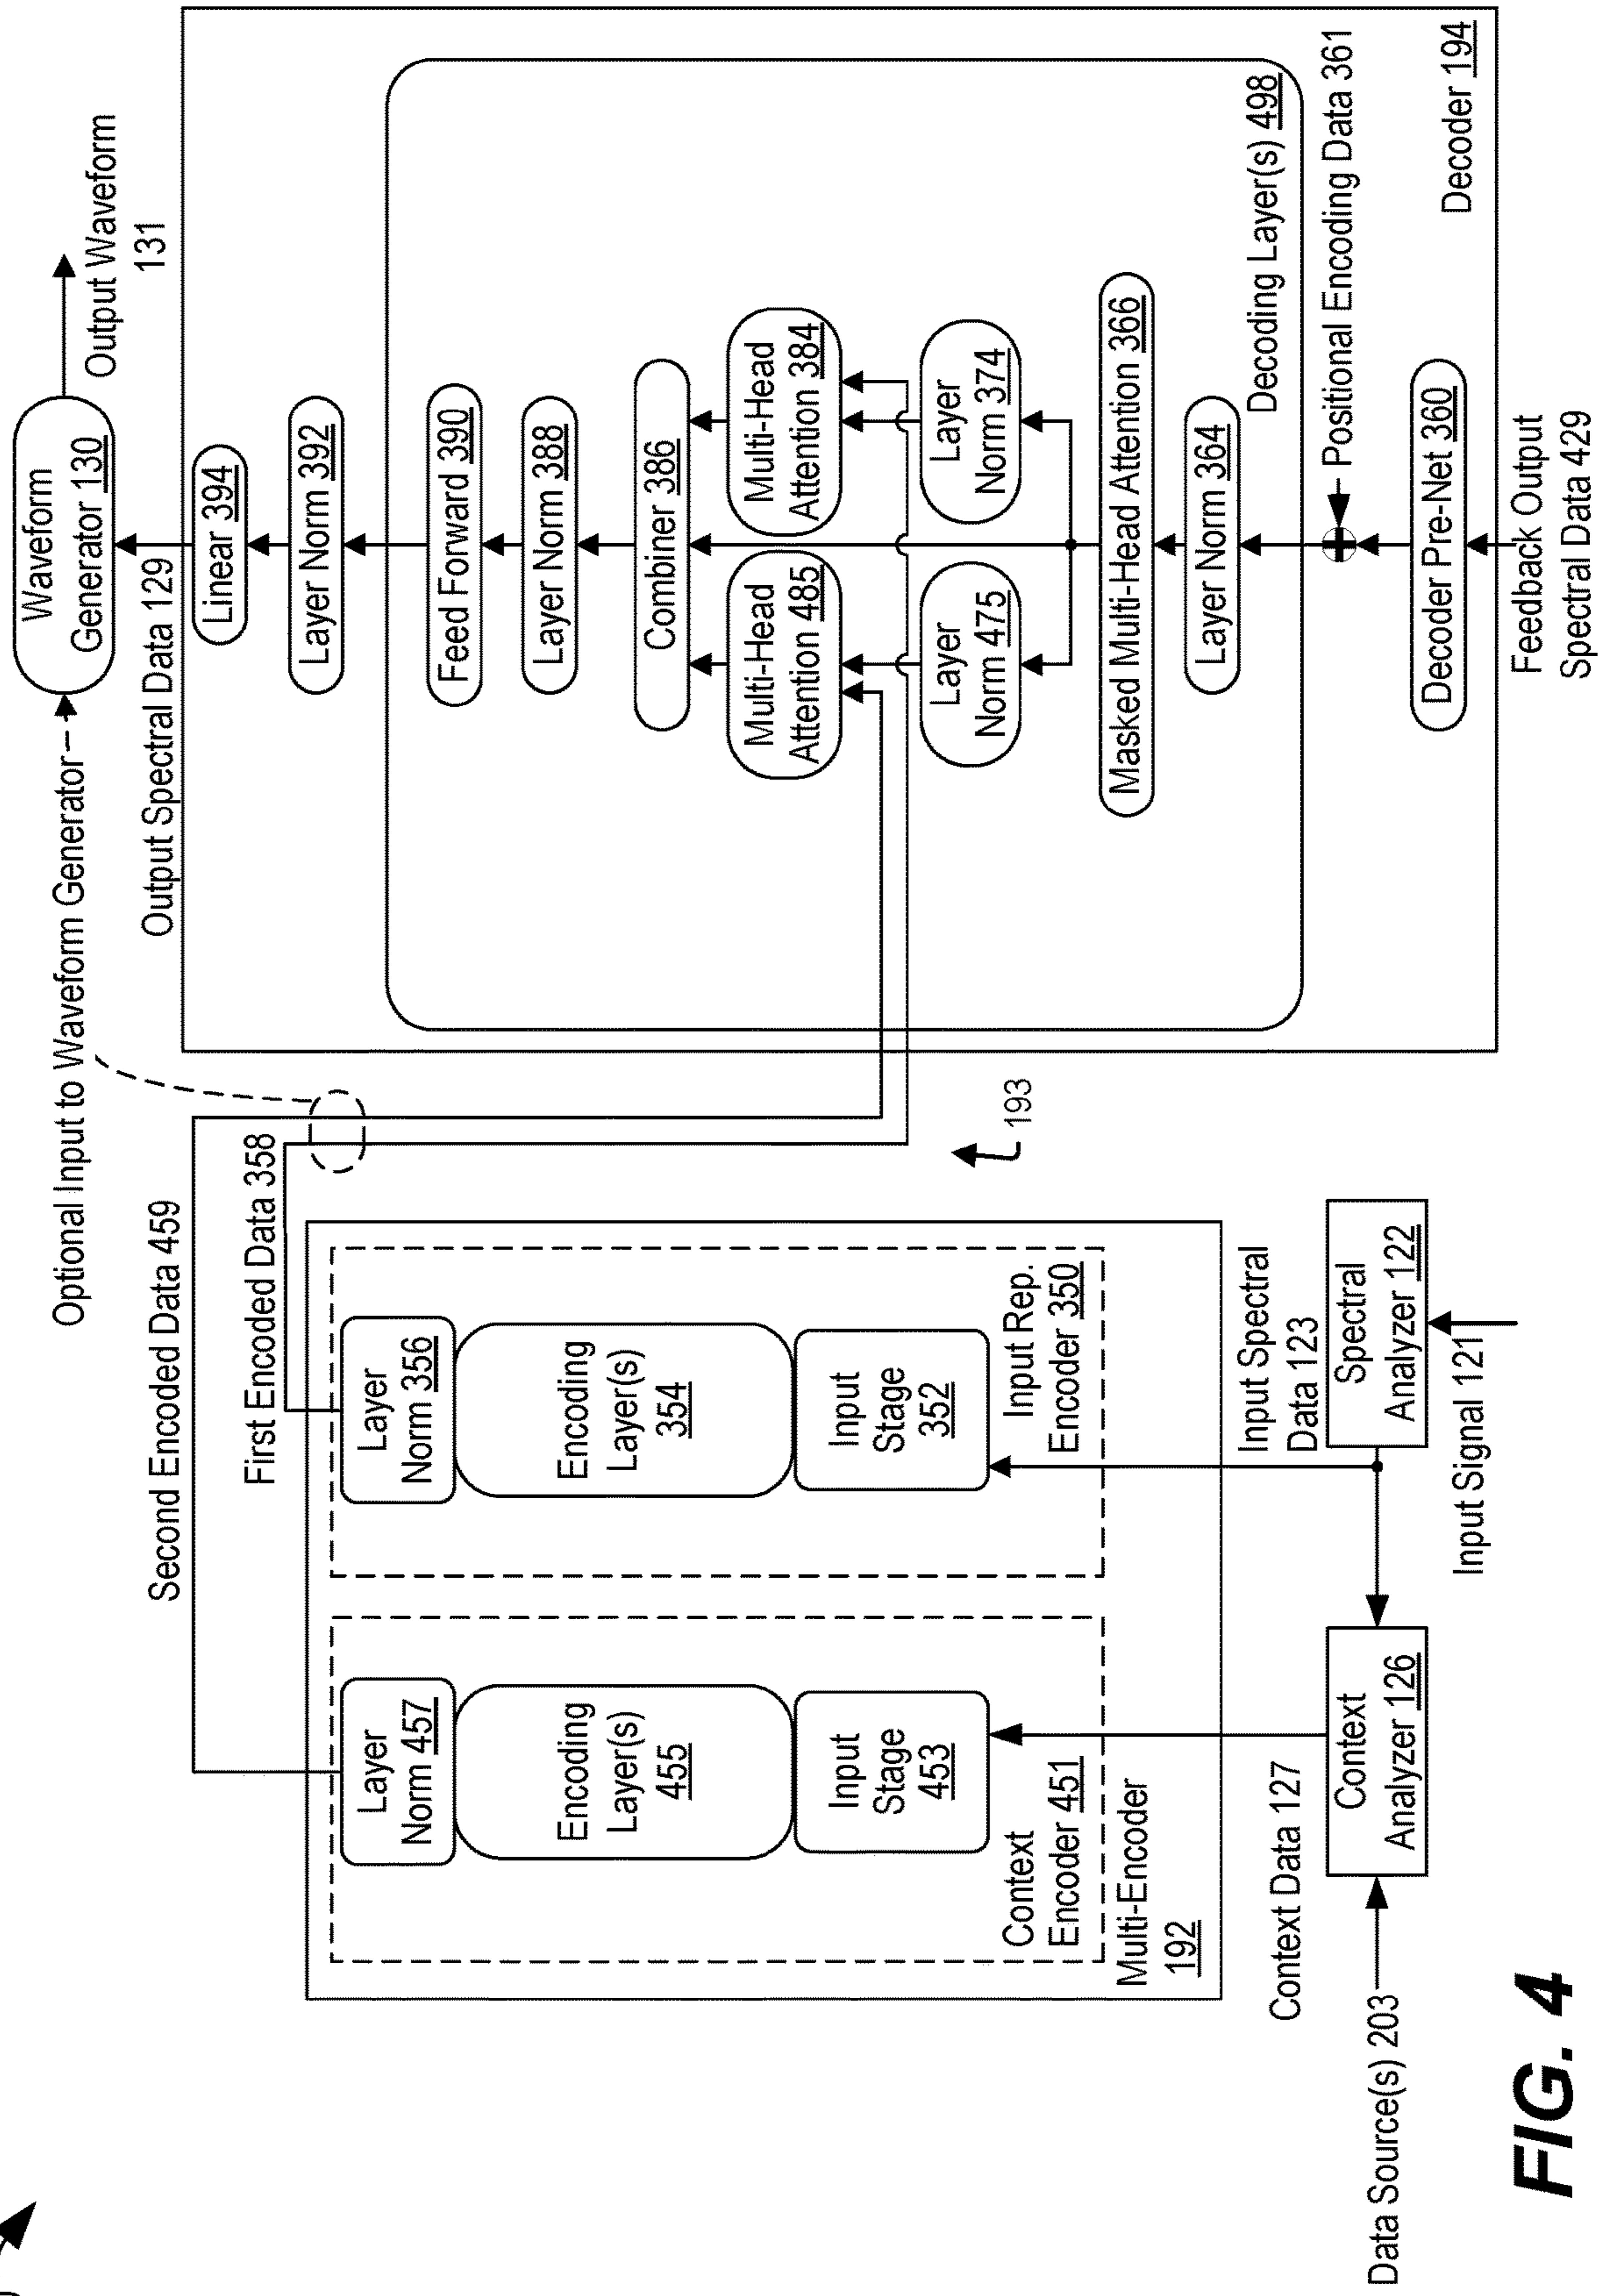 Waveform
Generator 130
Output Waveform
131
Optional Input to Waveform Generator
Output Spectral Data 129
Linear 394
Layer Norm 392
Feed Forward 390
Layer Norm 388
Combiner 386
Multi-Head
Attention 485
Multi-Head
Attention 384
Layer
Norm 475
Layer
Norm 374
Masked Multi-Head Attention 366
Layer Norm 364
Decoding Layer(s) 498
Positional Encoding Data 361
Decoder Pre-Net 360
Decoder 194
Feedback Output
Spectral Data 429
Second Encoded Data 459
First Encoded Data 358
193
Layer
Norm 457
Encoding
Layer(s)
455
Input
Stage
453
Context
Encoder 451
Layer
Norm 356
Encoding
Layer(s)
354
Input
Stage
352
Input Rep.
Encoder 350
Multi-Encoder
192
Context Data 127
Input Spectral
Data 123
Data Source(s) 203
Context
Analyzer 126
Spectral
Analyzer 122
Input Signal 121
FIG. 4